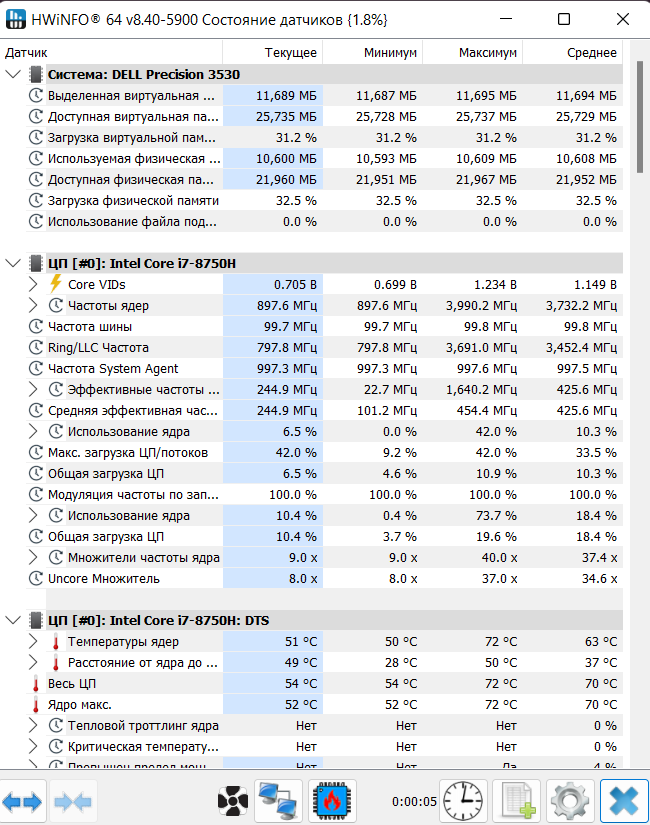 HWiNFO® 64 v8.40-5900 Состояние датчиков {1.8%}
Датчик Текущее Минимум Максимум Среднее
Система: DELL Precision 3530
Выделенная виртуальная ... 11,689 МБ 11,687 МБ 11,695 МБ 11,694 МБ
Доступная виртуальная па... 25,735 МБ 25,728 МБ 25,737 МБ 25,729 МБ
Загрузка виртуальной пам... 31.2 % 31.2 % 31.2 % 31.2 %
Используемая физическая ... 10,600 МБ 10,593 МБ 10,609 МБ 10,608 МБ
Доступная физическая па... 21,960 МБ 21,951 МБ 21,967 МБ 21,952 МБ
Загрузка физической памяти 32.5 % 32.5 % 32.5 % 32.5 %
Использование файла под... 0.0 % 0.0 % 0.0 % 0.0 %
ЦП [#0]: Intel Core i7-8750H
Core VIDs 0.705 В 0.699 В 1.234 В 1.149 В
Частоты ядер 897.6 МГц 897.6 МГц 3,990.2 МГц 3,732.2 МГц
Частота шины 99.7 МГц 99.7 МГц 99.8 МГц 99.8 МГц
Ring/LLC Частота 797.8 МГц 797.8 МГц 3,691.0 МГц 3,452.4 МГц
Частота System Agent 997.3 МГц 997.3 МГц 997.6 МГц 997.5 МГц
Эффективные частоты ... 244.9 МГц 22.7 МГц 1,640.2 МГц 425.6 МГц
Средняя эффективная час... 244.9 МГц 101.2 МГц 454.4 МГц 425.6 МГц
Использование ядра 6.5 % 0.0 % 42.0 % 10.3 %
Макс. загрузка ЦП/потоков 42.0 % 9.2 % 42.0 % 33.5 %
Общая загрузка ЦП 6.5 % 4.6 % 10.9 % 10.3 %
Модуляция частоты по зап... 100.0 % 100.0 % 100.0 % 100.0 %
Использование ядра 10.4 % 0.4 % 73.7 % 18.4 %
Общая загрузка ЦП 10.4 % 3.7 % 19.6 % 18.4 %
Множители частоты ядра 9.0 x 9.0 x 40.0 x 37.4 x
Uncore Множитель 8.0 x 8.0 x 37.0 x 34.6 x
ЦП [#0]: Intel Core i7-8750H: DTS
Температуры ядер 51 °C 50 °C 72 °C 63 °C
Расстояние от ядра до ... 49 °C 28 °C 50 °C 37 °C
Весь ЦП 54 °C 54 °C 72 °C 70 °C
Ядро макс. 52 °C 52 °C 72 °C 70 °C
Тепловой троттлинг ядра Нет Нет Нет 0 %
Критическая температу... Нет Нет Нет 0 %
Превышен предел мощ... Нет Нет Да 4 %
0:00:05